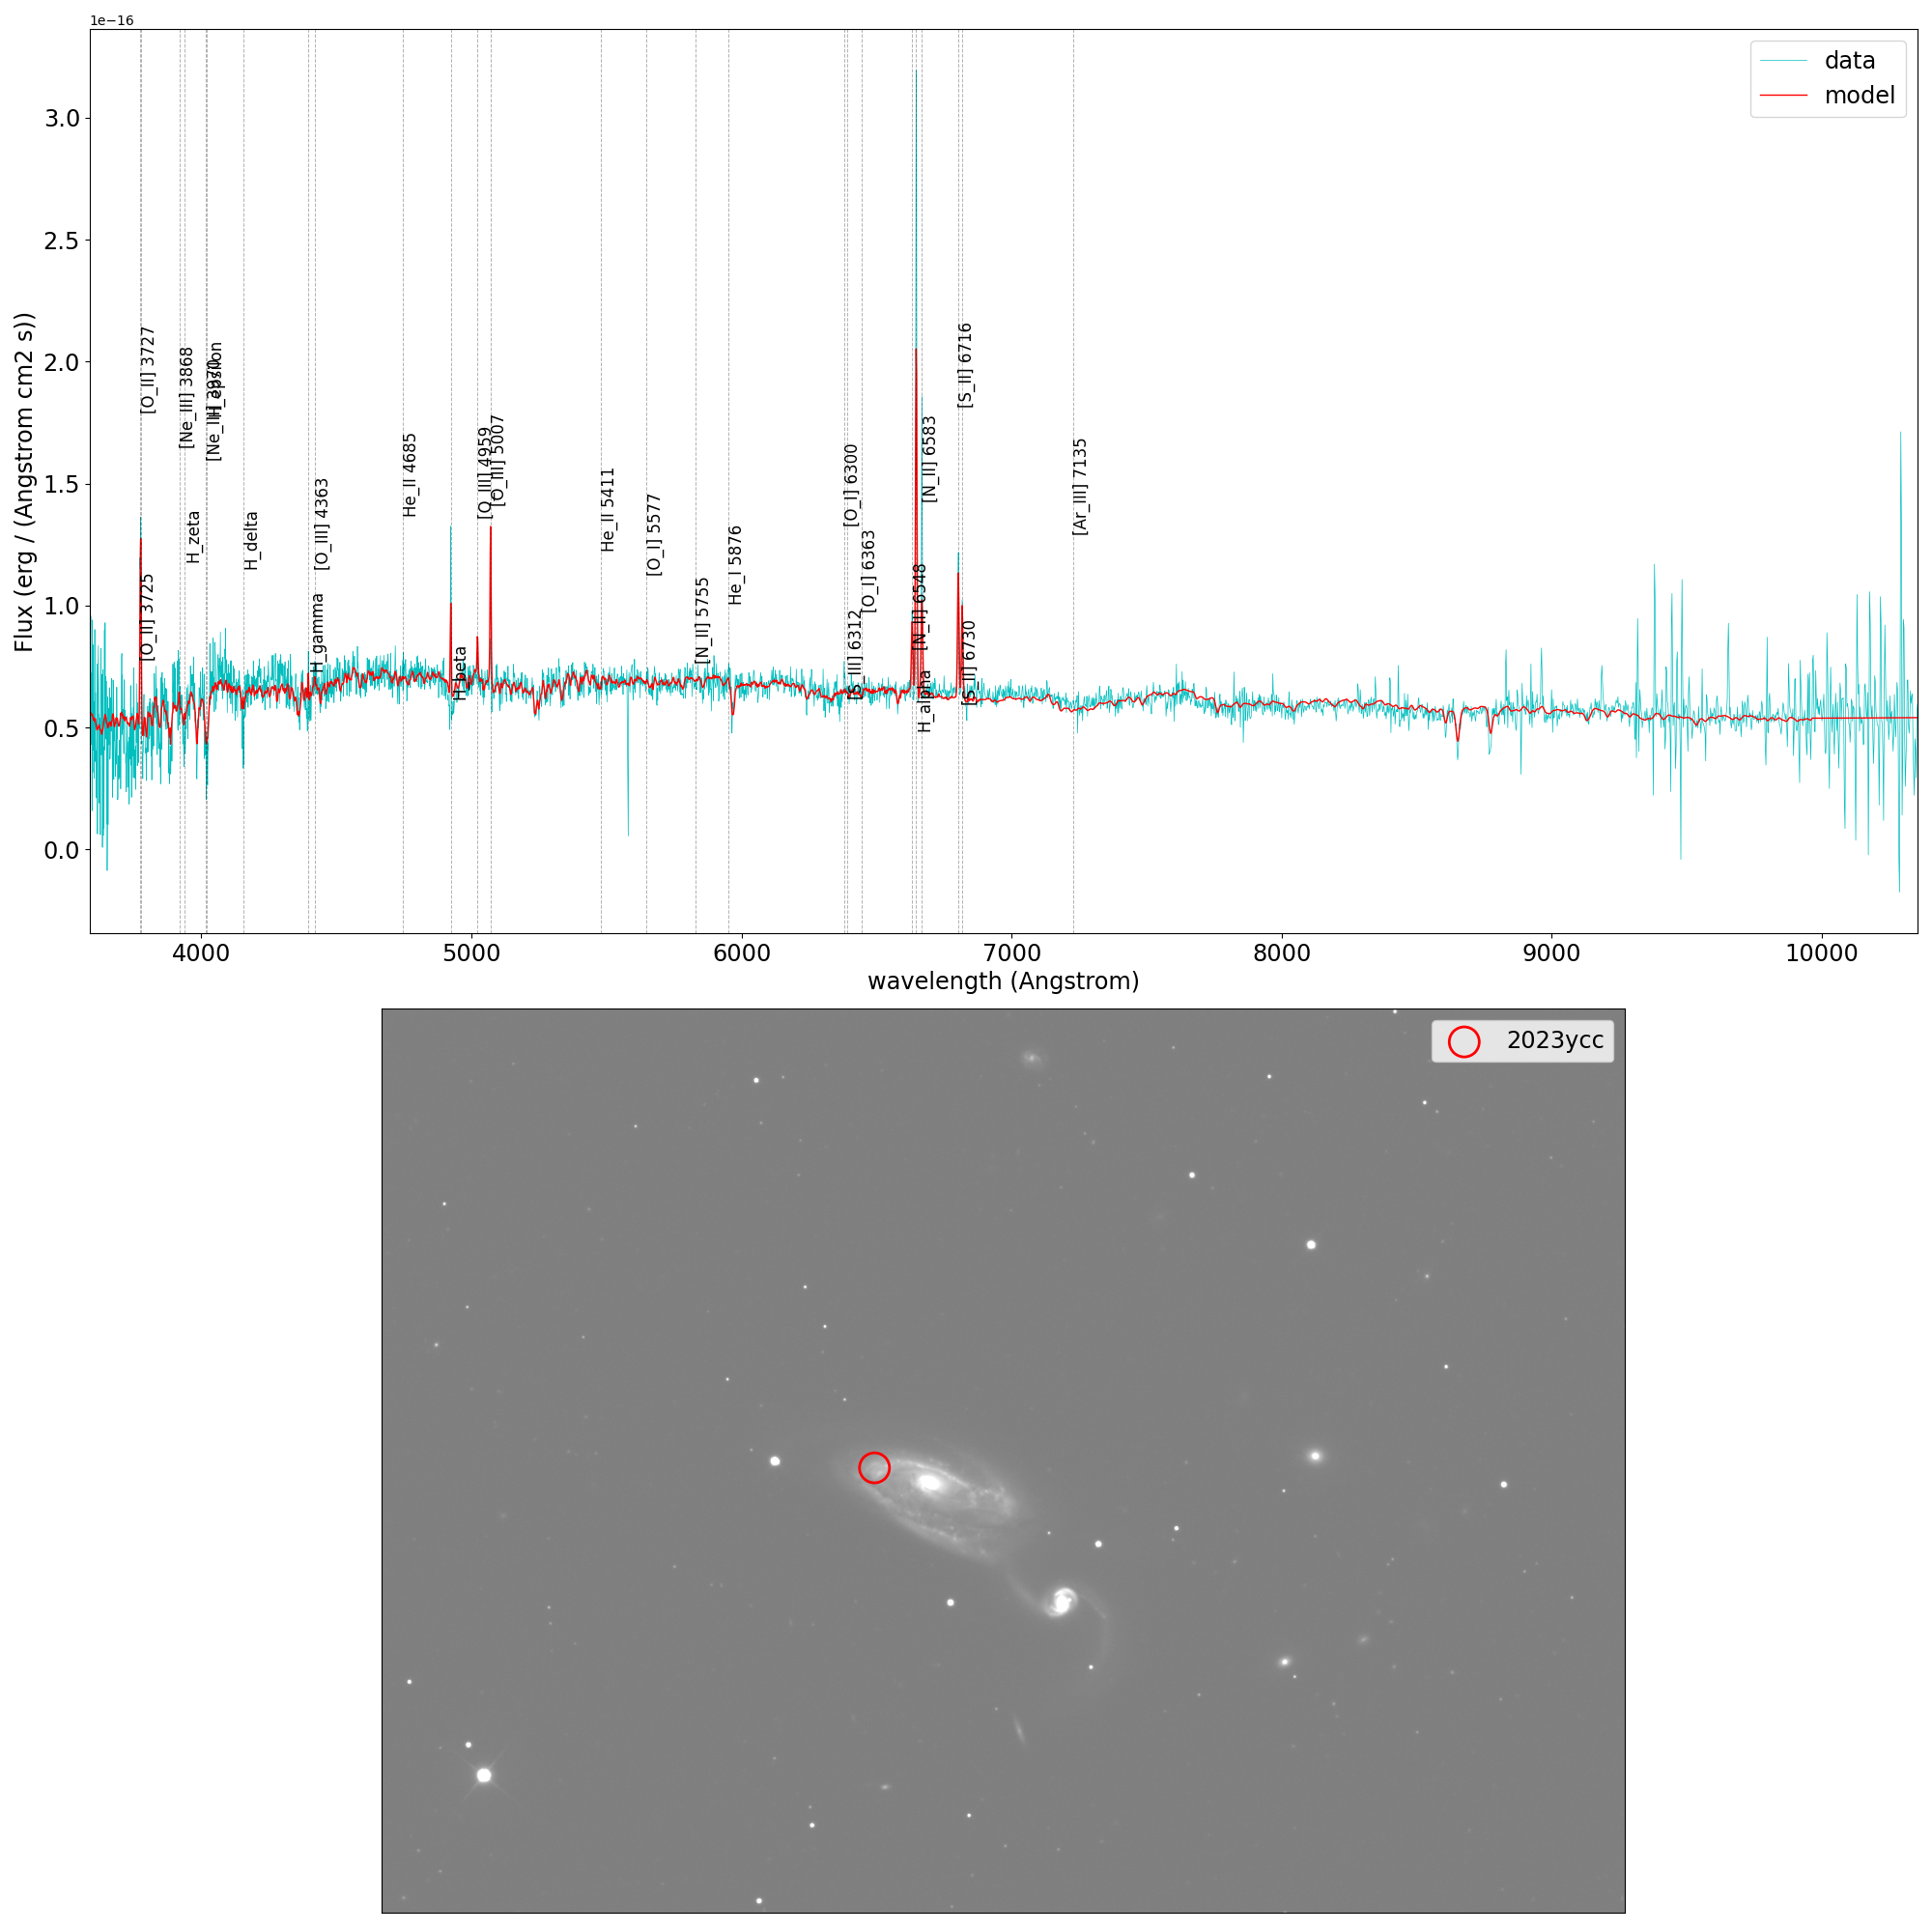 1e−16
data
model
3.0
2.5
2.0
1.5
1.0
0.5
0.0
Flux (erg / (Angstrom cm2 s))
[O_II] 3725
[O_II] 3727
[Ne_III] 3868
H_zeta
[Ne_III] 3970
H_epsilon
H_delta
H_gamma
[O_III] 4363
He_II 4685
H_beta
[O_III] 4959
[O_III] 5007
He_II 5411
[O_I] 5577
[N_II] 5755
He_I 5876
[O_I] 6300
[S_III] 6312
[O_I] 6363
[N_II] 6548
H_alpha
[N_II] 6583
[S_II] 6716
[S_II] 6730
[Ar_III] 7135
4000 5000 6000 7000 8000 9000 10000
wavelength (Angstrom)
2023ycc